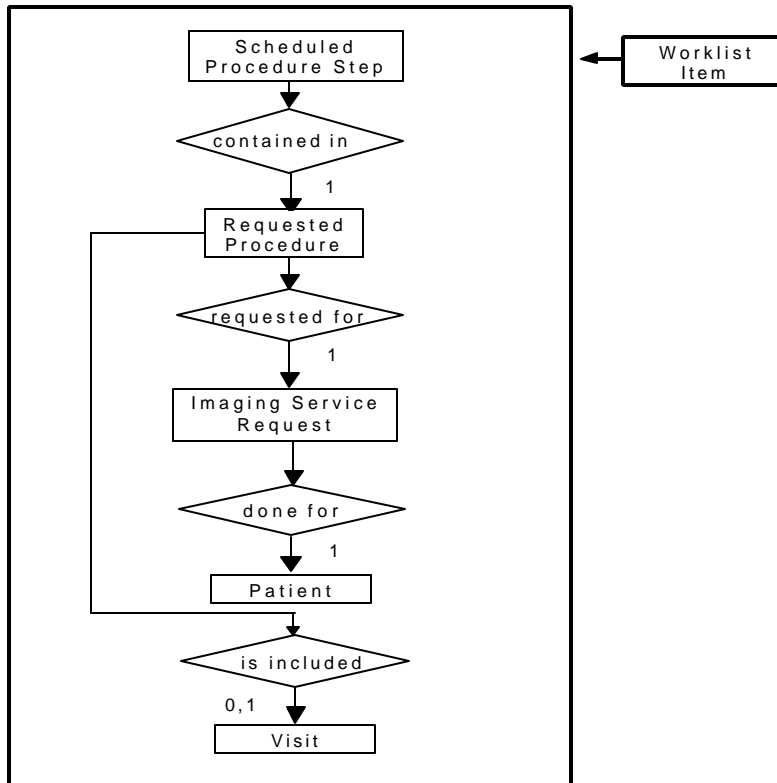 Scheduled
Procedure Step
Worklist
Item
contained in
1
Requested
Procedure
requested for
1
Imaging Service
Request
done for
1
Patient
is included
0,1
Visit